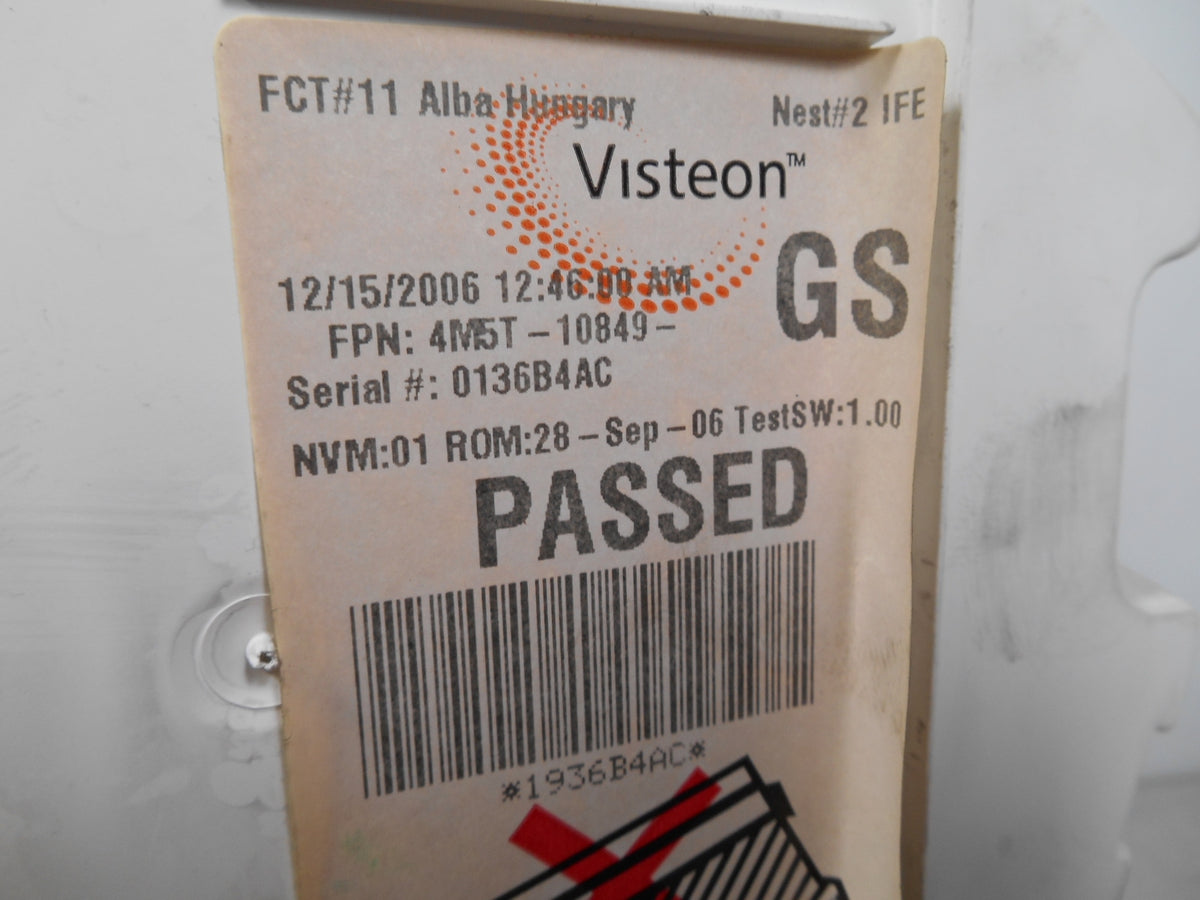 FCT#11 Alba Hungary Nest#2 IFE
Visteon™
GS
12/15/2006 12:46:00 AM
FPN: 4M5T-10849-
Serial #: 0136B4AC
NVM:01 ROM:28-Sep-06 TestSW:1.00
PASSED
*1936B4AC*